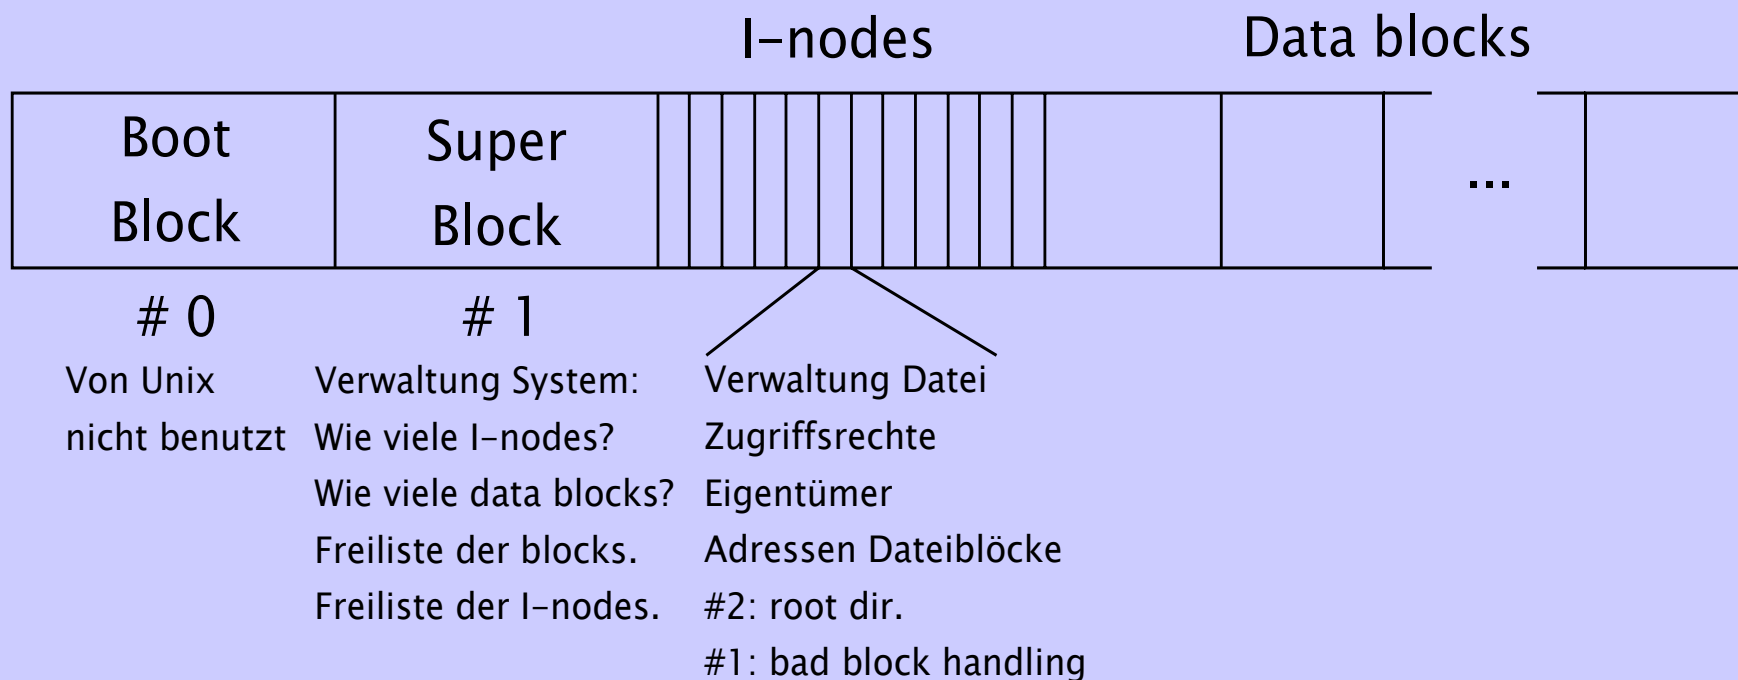 I-nodes
Data blocks
Boot
Block
Super
Block
...
# 0
# 1
Von Unix
nicht benutzt
Verwaltung System:
Wie viele I-nodes?
Wie viele data blocks?
Freiliste der blocks.
Freiliste der I-nodes.
Verwaltung Datei
Zugriffsrechte
Eigentümer
Adressen Dateiblöcke
#2: root dir.
#1: bad block handling